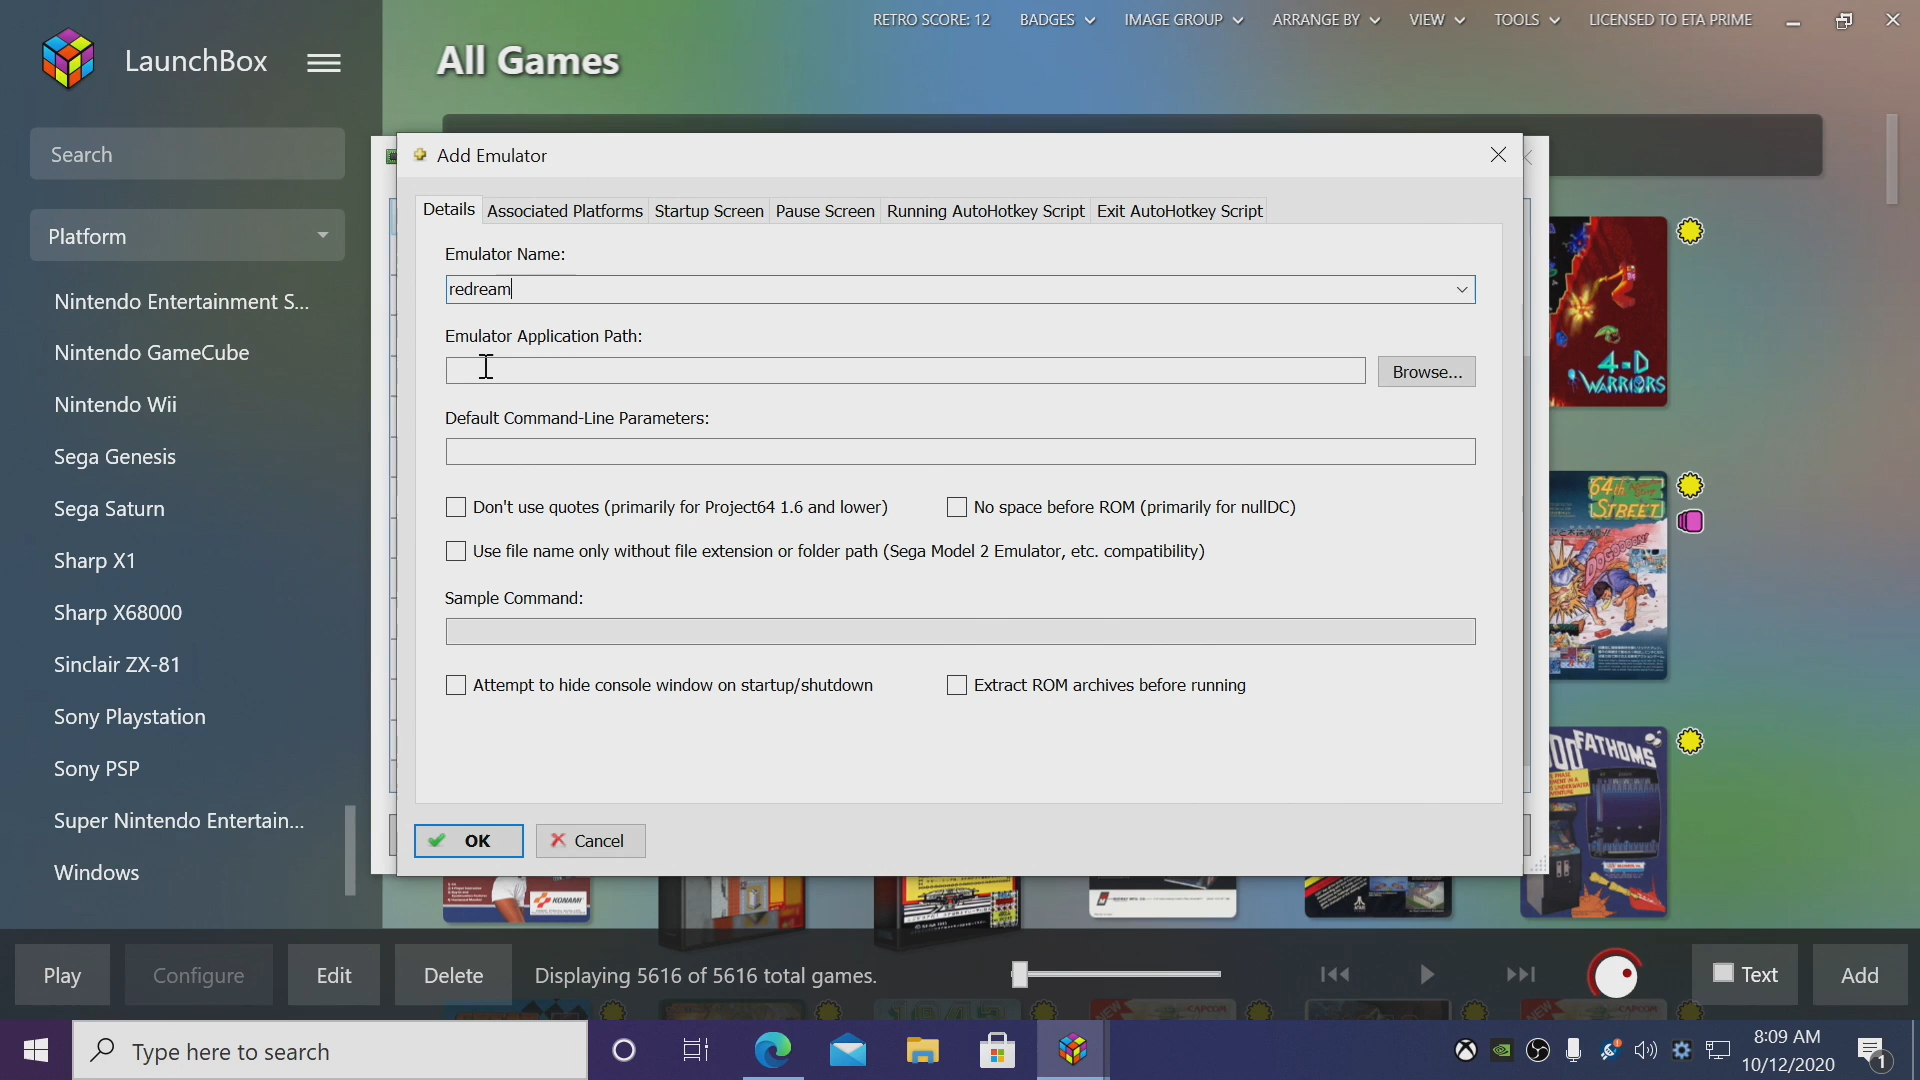 RETRO SCORE: 12
BADGES
IMAGE GROUP
ARRANGE BY
VIEW
TOOLS
LICENSED TO ETA PRIME
LaunchBox
All Games
Search
Platform
Nintendo Entertainment S...
Nintendo GameCube
Nintendo Wii
Sega Genesis
Sega Saturn
Sharp X1
Sharp X68000
Sinclair ZX-81
Sony Playstation
Sony PSP
Super Nintendo Entertain...
Windows
Add Emulator
Details
Associated Platforms
Startup Screen
Pause Screen
Running AutoHotkey Script
Exit AutoHotkey Script
Emulator Name:
redream
Emulator Application Path:
Browse...
Default Command-Line Parameters:
Don't use quotes (primarily for Project64 1.6 and lower)
No space before ROM (primarily for nullDC)
Use file name only without file extension or folder path (Sega Model 2 Emulator, etc. compatibility)
Sample Command:
Attempt to hide console window on startup/shutdown
Extract ROM archives before running
OK
Cancel
4-D
WARRIORS
64th
STREET
FATHOMS
KONAMI
ATARI
Play
Configure
Edit
Delete
Displaying 5616 of 5616 total games.
Text
Add
NEW
NEW
CAPCOM
Type here to search
8:09 AM
10/12/2020
1